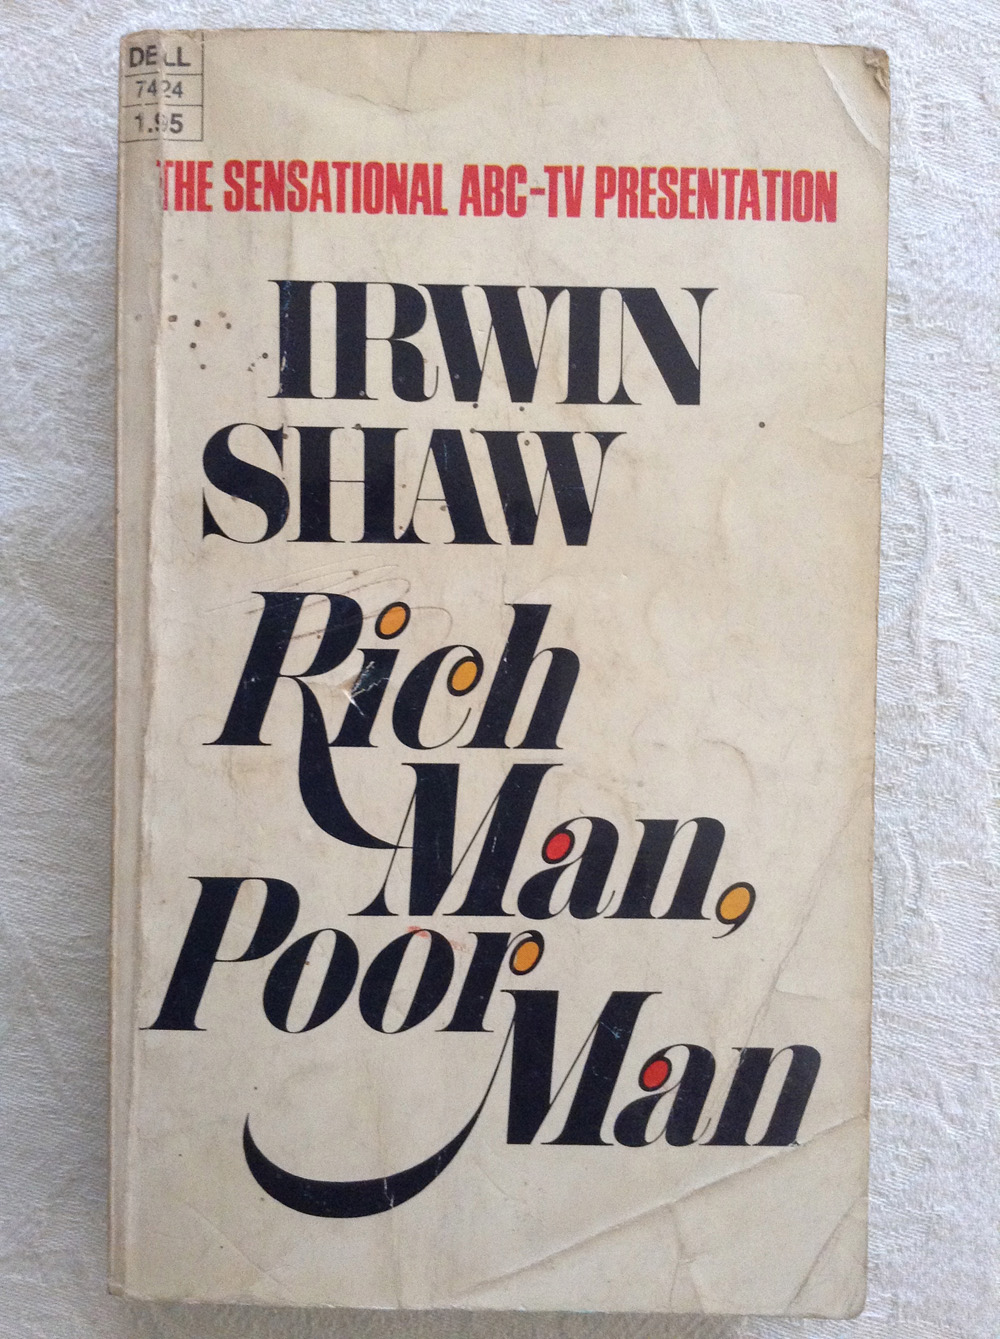 DELL
7424
1.95
THE SENSATIONAL ABC-TV PRESENTATION
IRWIN
SHAW
Rich
Man,
Poor
Man